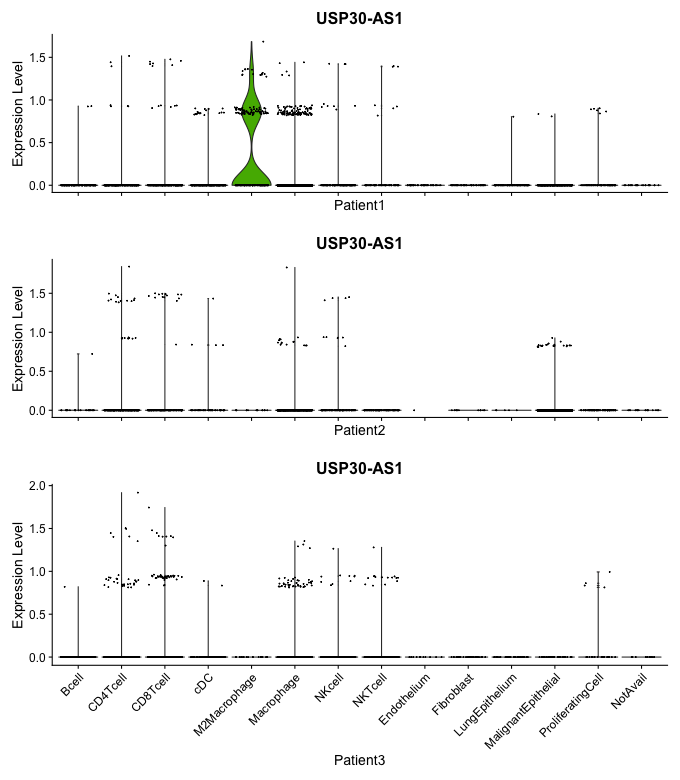 USP30-AS1
Expression Level
1.5
1.0
0.5
0.0
Patient1
USP30-AS1
Expression Level
1.5
1.0
0.5
0.0
Patient2
USP30-AS1
Expression Level
2.0
1.5
1.0
0.5
0.0
Bcell
CD4Tcell
CD8Tcell
cDC
M2Macrophage
Macrophage
NKcell
NKTcell
Endothelium
Fibroblast
LungEpithelium
MalignantEpithelial
ProliferatingCell
NotAvail
Patient3